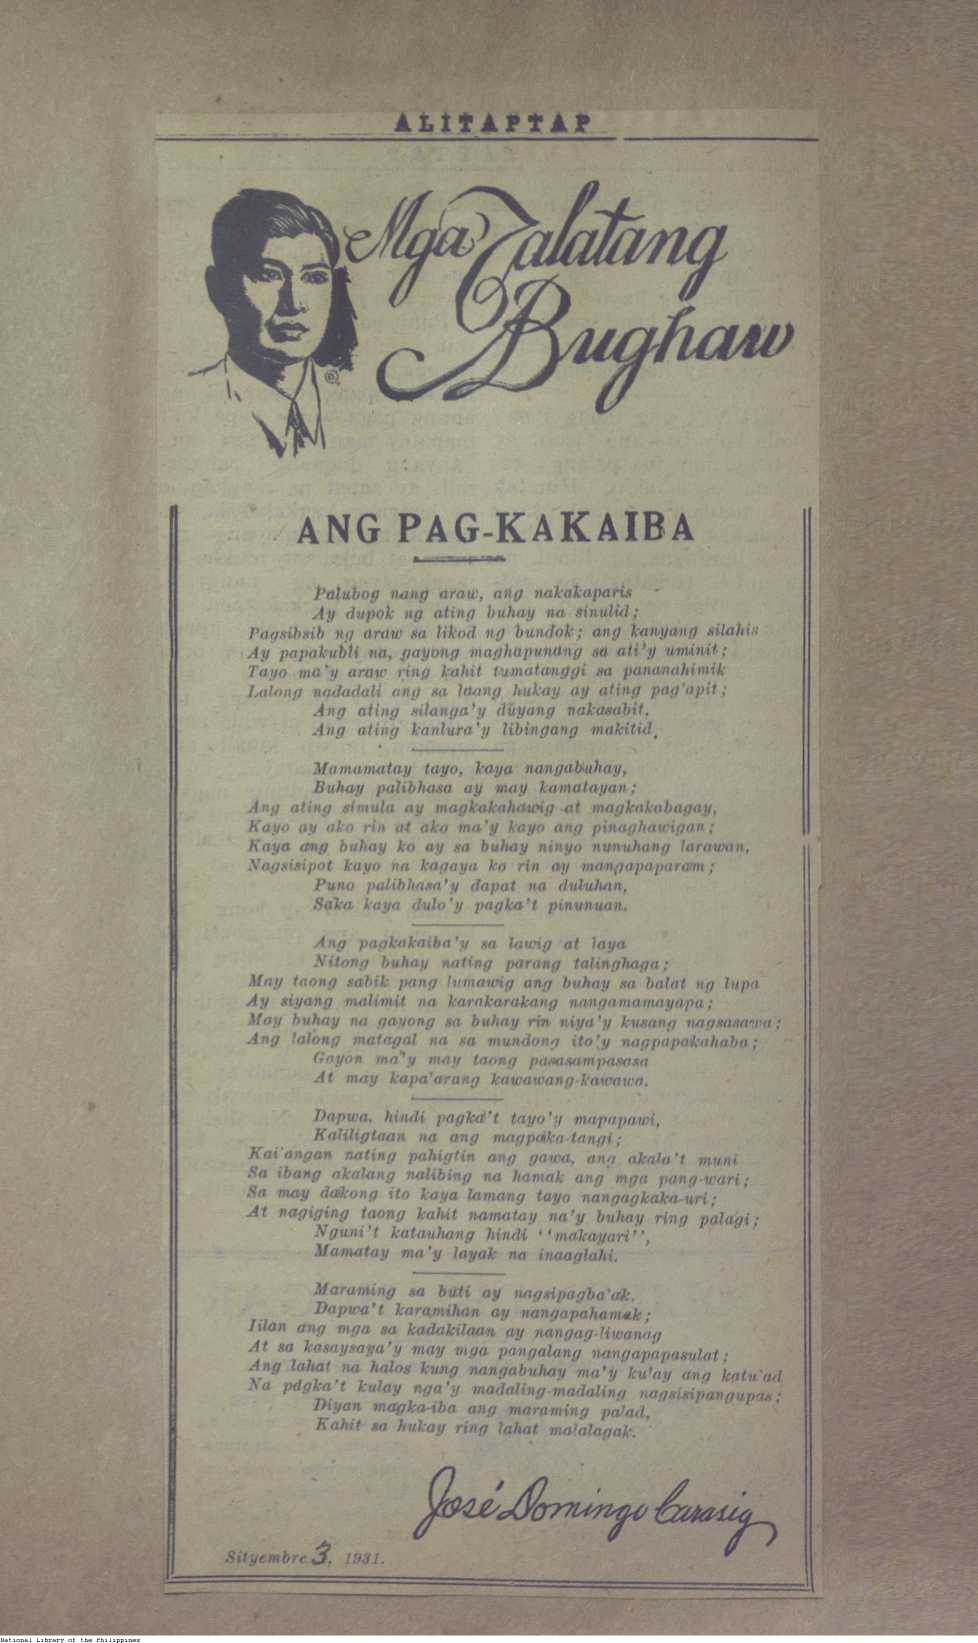 ALITAPTAP
Mga Talatang
Bughaw
ANG PAG-KAKAIBA
Palubog nang araw, ang nakakaparis
Ay dupok ng ating buhay na sinulid;
Pagsibsib ng araw sa likod ng bundok; ang kanyang silahis
Ay papakubli na, gayong maghapunang sa ati'y uminit;
Tayo ma'y araw ring kahit tumatanggi sa pananahimik
Lalong nadadali ang sa laang hukay ay ating pag'apit;
Ang ating silanga'y duyang nakasabit,
Ang ating kanlura'y libingang makitid.
Mamamatay tayo, kaya nangabuhay,
Buhay palibhasa ay may kamatayan;
Ang ating simula ay magkakahawig at magkakabagay,
Kayo ay ako rin at ako ma'y kayo ang pinaghawigan;
Kaya ang buhay ko ay sa buhay ninyo nunuhang larawan,
Nagsisipot kayo na kagaya ko rin ay mangapaparam;
Puno palibhasa'y dapat na duluhan,
Saka kaya dulo'y pagka't pinunuan.
Ang pagkakaiba'y sa lawig at laya
Nitong buhay nating parang talinghaga;
May taong sabik pang lumawig ang buhay sa balat ng lupa
Ay siyang malimit na karakarakang nangamamayapa;
May buhay na gayong sa buhay rin niya'y kusang nagsasawa;
Ang lalong matagal na sa mundong ito'y nagpapakahaba;
Gayon ma'y may taong pasasampasasa
At may kapa'arang kawawang-kawawa.
Dapwa, hindi pagka't tayo'y mapapawi,
Kaliligtaan na ang magpaka-tangi;
Kai'angan nating pahigtin ang gawa, ang akala't muni
Sa ibang akalang nalibing na hamak ang mga pang-wari;
Sa may dakong ito kaya lamang tayo nangagkaka-uri;
At nagiging taong kahit namatay na'y buhay ring palagi;
Nguni't katauhang hindi ''makayari'',
Mamatay ma'y layak na inaaglahi.
Maraming sa buti ay nagsipagba'ak,
Dapwa't karamihan ay nangapahamak;
Iilan ang mga sa kadakilaan ay nangag-liwanag
At sa kasaysaya'y may mga pangalang nangapapasulat;
Ang lahat na halos kung nangabuhay ma'y ku'ay ang katu'ad
Na pagka't kulay nga'y madaling-madaling nagsisipangupas;
Diyan magka-iba ang maraming pa'ad,
Kahit sa hukay ring lahat malalagak.
José Domingo Carasig
Sityembre 3, 1931.
National Library of the Philippines